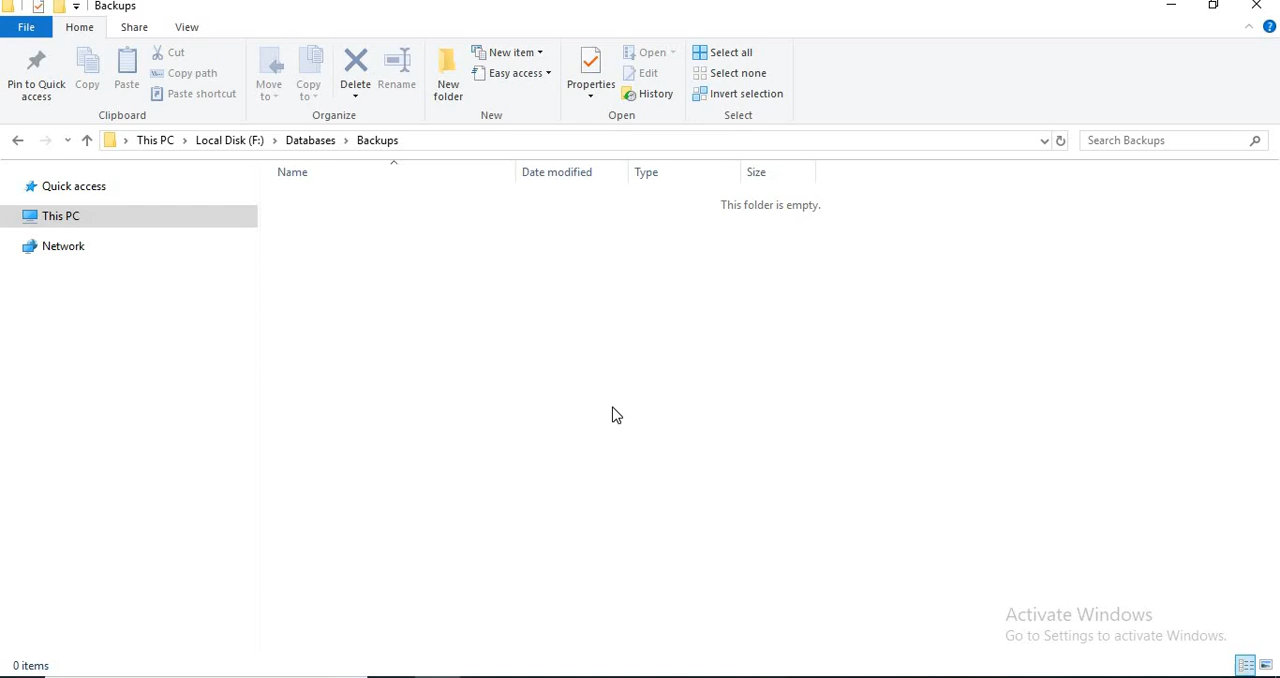 Backups
File Home Share View
Pin to Quick access
Copy
Paste
Cut
Copy path
Paste shortcut
Clipboard
Move to
Copy to
Delete
Rename
Organize
New folder
New item
Easy access
New
Properties
Open
Edit
History
Open
Select all
Select none
Invert selection
Select
This PC › Local Disk (F:) › Databases › Backups
Search Backups
Quick access
This PC
Network
Name Date modified Type Size
This folder is empty.
Activate Windows
Go to Settings to activate Windows.
0 items